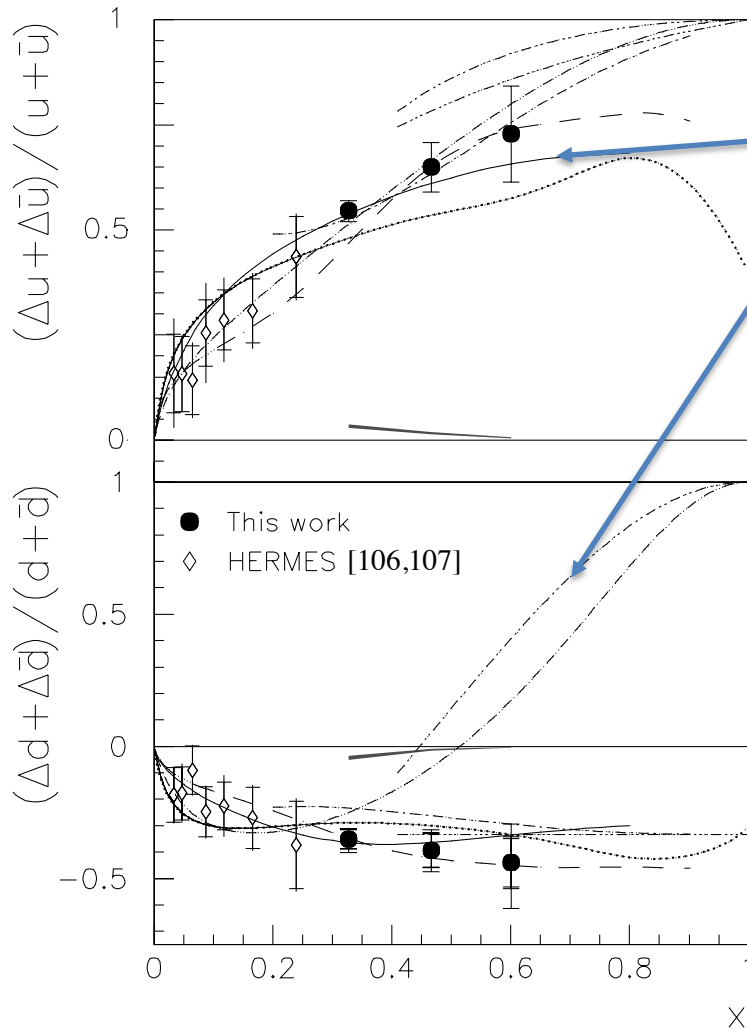 (Δu + Δū) / (u + ū)
1
0.5
0
(Δd + Δd̄) / (d + d̄)
1
This work
HERMES [106,107]
0.5
0
−0.5
0
0.2
0.4
0.6
0.8
1
x